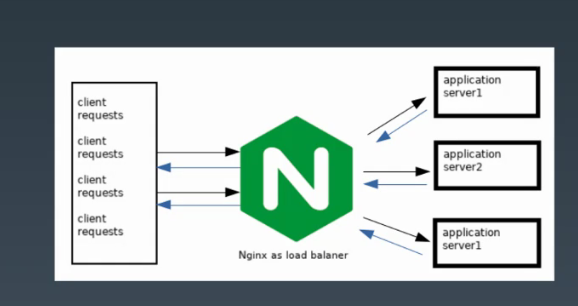 client
requests
client
requests
client
requests
client
requests
N
Nginx as load balaner
application
server1
application
server2
application
server1